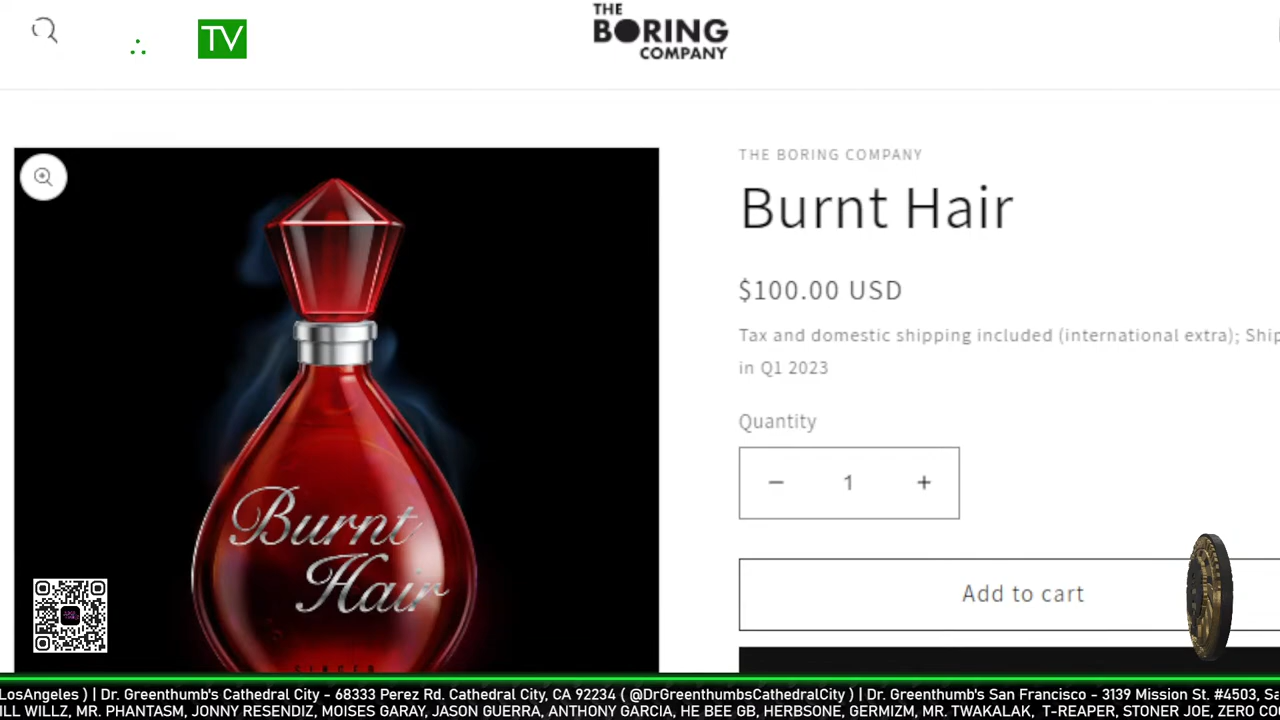 TV
THE
BORING
COMPANY
THE BORING COMPANY
Burnt Hair
$100.00 USD
Tax and domestic shipping included (international extra); Ship
in Q1 2023
Quantity
− 1 +
Add to cart
Burnt
Hair
SINGED
LosAngeles ) | Dr. Greenthumb's Cathedral City - 68333 Perez Rd. Cathedral City, CA 92234 ( @DrGreenthumbsCathedralCity ) | Dr. Greenthumb's San Francisco - 3139 Mission St. #4503, Sa
ILL WILLZ, MR. PHANTASM, JONNY RESENDIZ, MOISES GARAY, JASON GUERRA, ANTHONY GARCIA, HE BEE GB, HERBSONE, GERMIZM, MR. TWAKALAK, T-REAPER, STONER JOE, ZERO CO